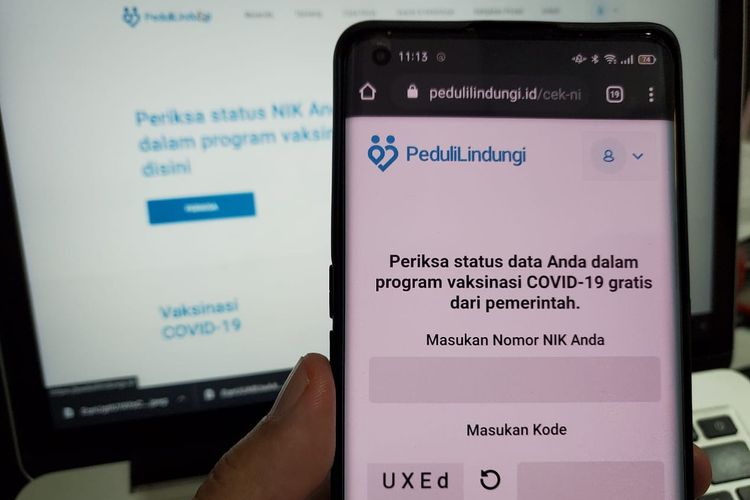 PeduliLindungi
Periksa status NIK An
dalam program vaksin
disini
Vaksinasi
COVID-19
11:13
74
pedulilindungi.id/cek-ni
19
PeduliLindungi
Periksa status data Anda dalam
program vaksinasi COVID-19 gratis
dari pemerintah.
Masukan Nomor NIK Anda
Masukan Kode
UXEd